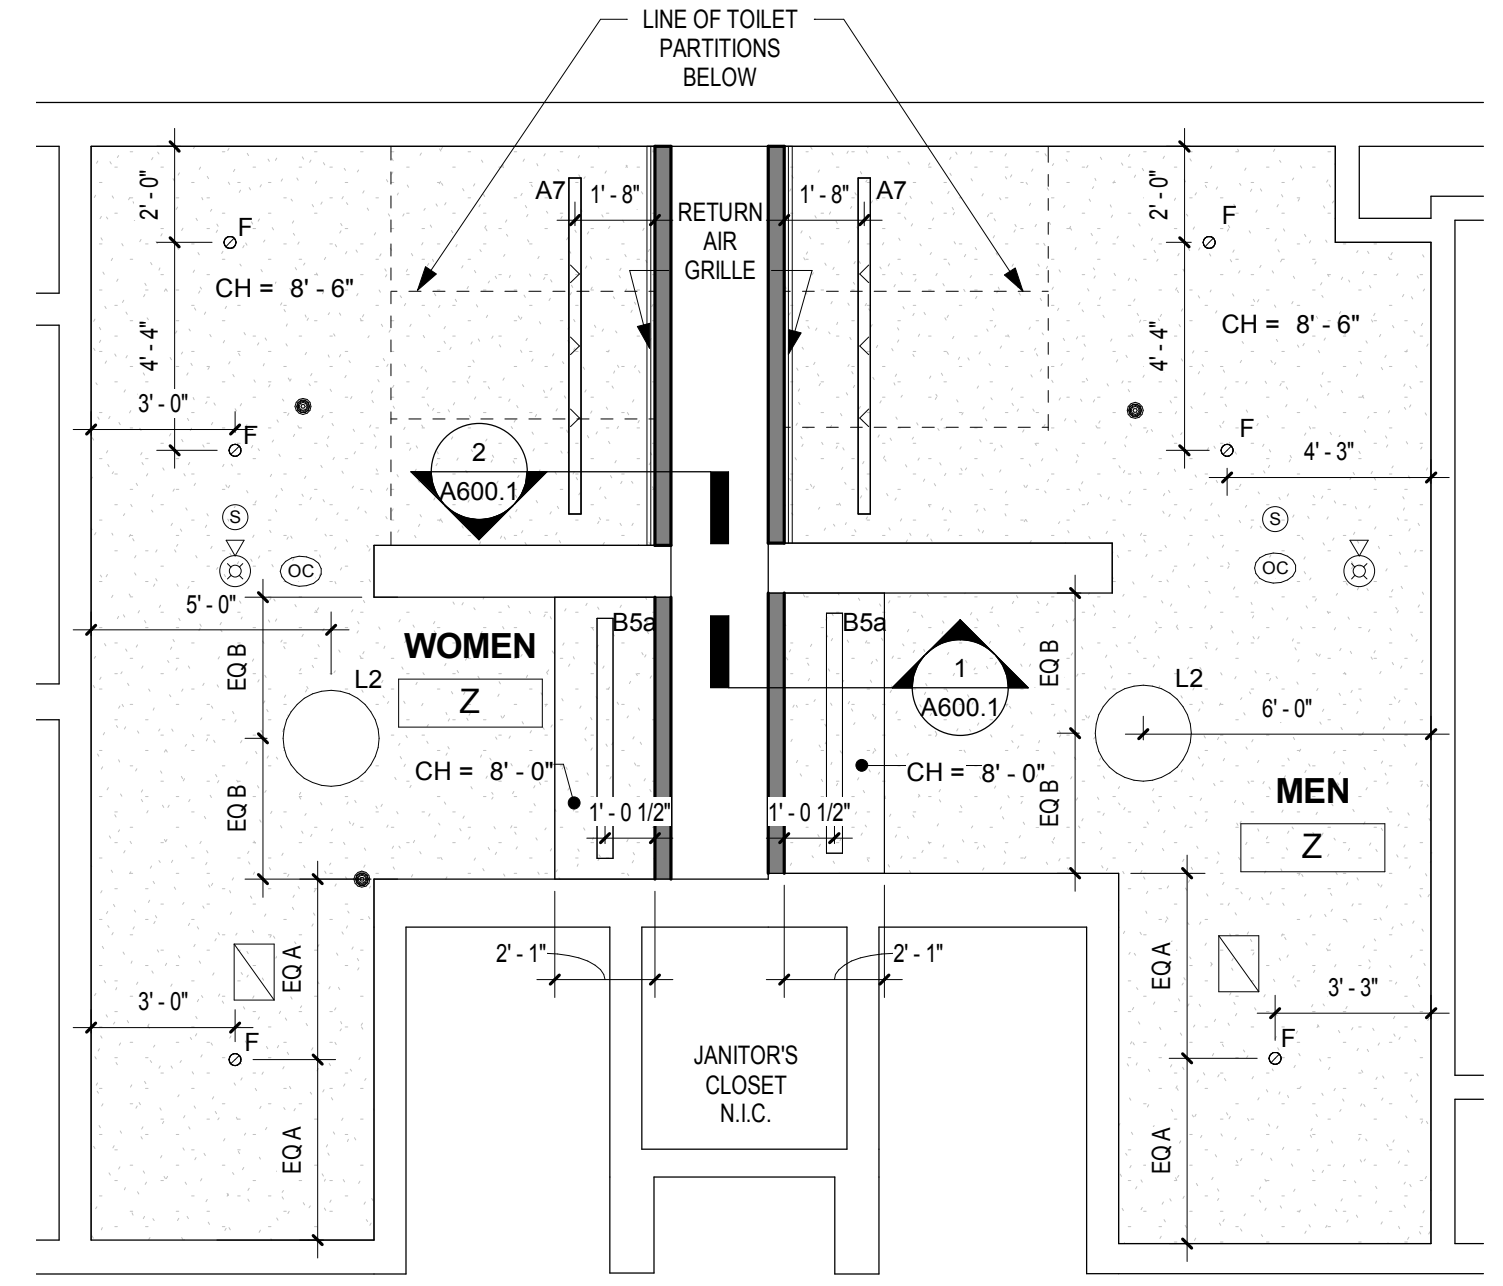 LINE OF TOILET
PARTITIONS
BELOW
2' - 0"
F
CH = 8' - 6"
4' - 4"
3' - 0"
F
A7
1' - 8"
RETURN
AIR
GRILLE
1' - 8"
A7
2' - 0"
F
CH = 8' - 6"
4' - 4"
F
4' - 3"
2
A600.1
S
OC
S
OC
5' - 0"
EQ B
WOMEN
Z
L2
CH = 8' - 0"
EQ B
B5a
1' - 0 1/2"
B5a
1' - 0 1/2"
1
A600.1
CH = 8' - 0"
EQ B
EQ B
L2
6' - 0"
MEN
Z
2' - 1"
2' - 1"
EQ A
3' - 0"
F
EQ A
JANITOR'S
CLOSET
N.I.C.
EQ A
3' - 3"
F
EQ A